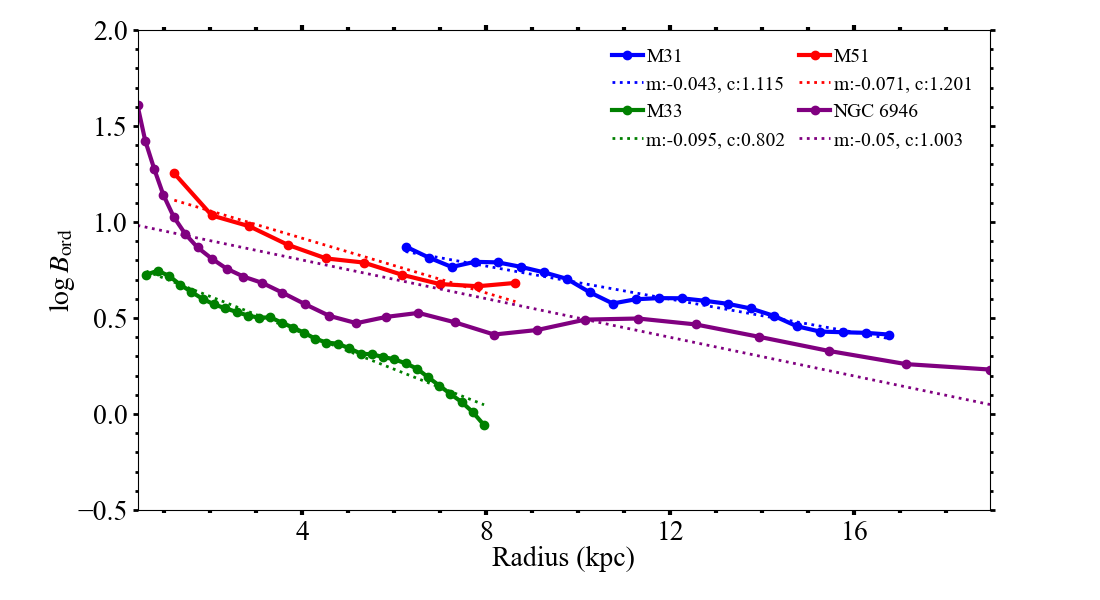 2.0
1.5
1.0
0.5
0.0
−0.5
log B_ord
M31
m:-0.043, c:1.115
M33
m:-0.095, c:0.802
M51
m:-0.071, c:1.201
NGC 6946
m:-0.05, c:1.003
4 8 12 16
Radius (kpc)